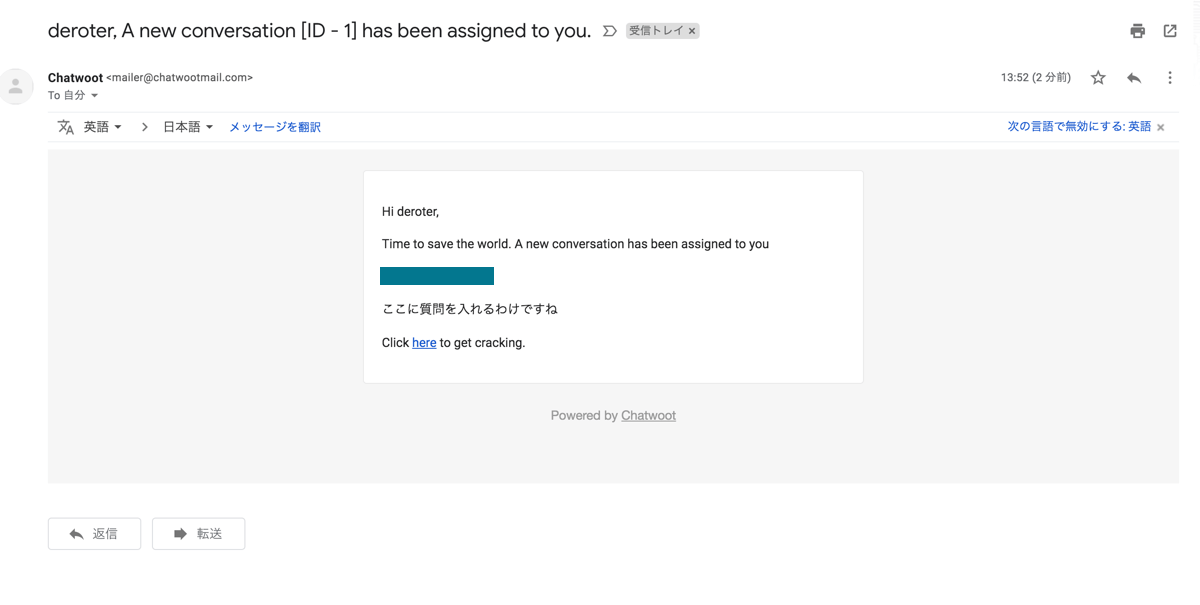 deroter, A new conversation [ID - 1] has been assigned to you. 受信トレイ ×
Chatwoot <mailer@chatwootmail.com> 13:52 (2 分前)
To 自分
英語 日本語 メッセージを翻訳 次の言語で無効にする: 英語 ×
Hi deroter,
Time to save the world. A new conversation has been assigned to you
ここに質問を入れるわけですね
Click here to get cracking.
Powered by Chatwoot
返信 転送